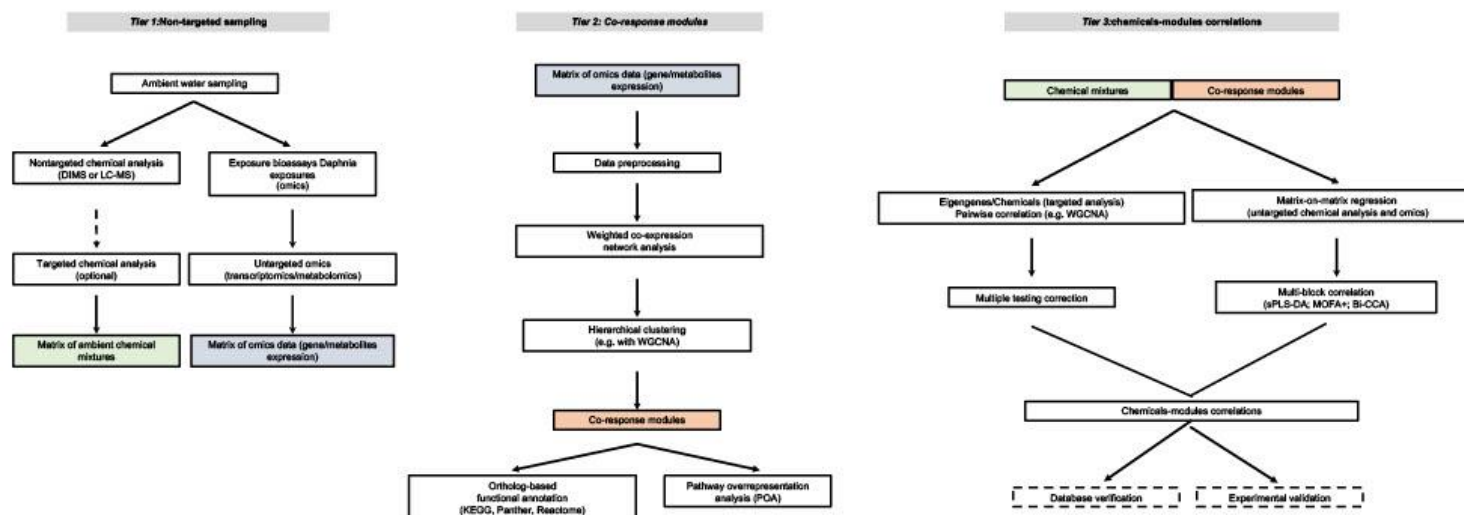 Tier 1:Non-targeted sampling
Ambient water sampling
Nontargeted chemical analysis
(DIMS or LC-MS)
Exposure bioassays Daphnia
exposures
(omics)
Targeted chemical analysis
(optional)
Untargeted omics
(transcriptomics/metabolomics)
Matrix of ambient chemical
mixtures
Matrix of omics data (gene/metabolites
expression)
Tier 2: Co-response modules
Matrix of omics data (gene/metabolites
expression)
Data preprocessing
Weighted co-expression
network analysis
Hierarchical clustering
(e.g. with WGCNA)
Co-response modules
Ortholog-based
functional annotation
(KEGG, Panther, Reactome)
Pathway overrepresentation
analysis (POA)
Tier 3:chemicals-modules correlations
Chemical mixtures
Co-response modules
Eigengenes/Chemicals (targeted analysis)
Pairwise correlation (e.g. WGCNA)
Matrix-on-matrix regression
(untargeted chemical analysis and omics)
Multiple testing correction
Multi-block correlation
(sPLS-DA; MOFA+; Bi-CCA)
Chemicals-modules correlations
Database verification
Experimental validation